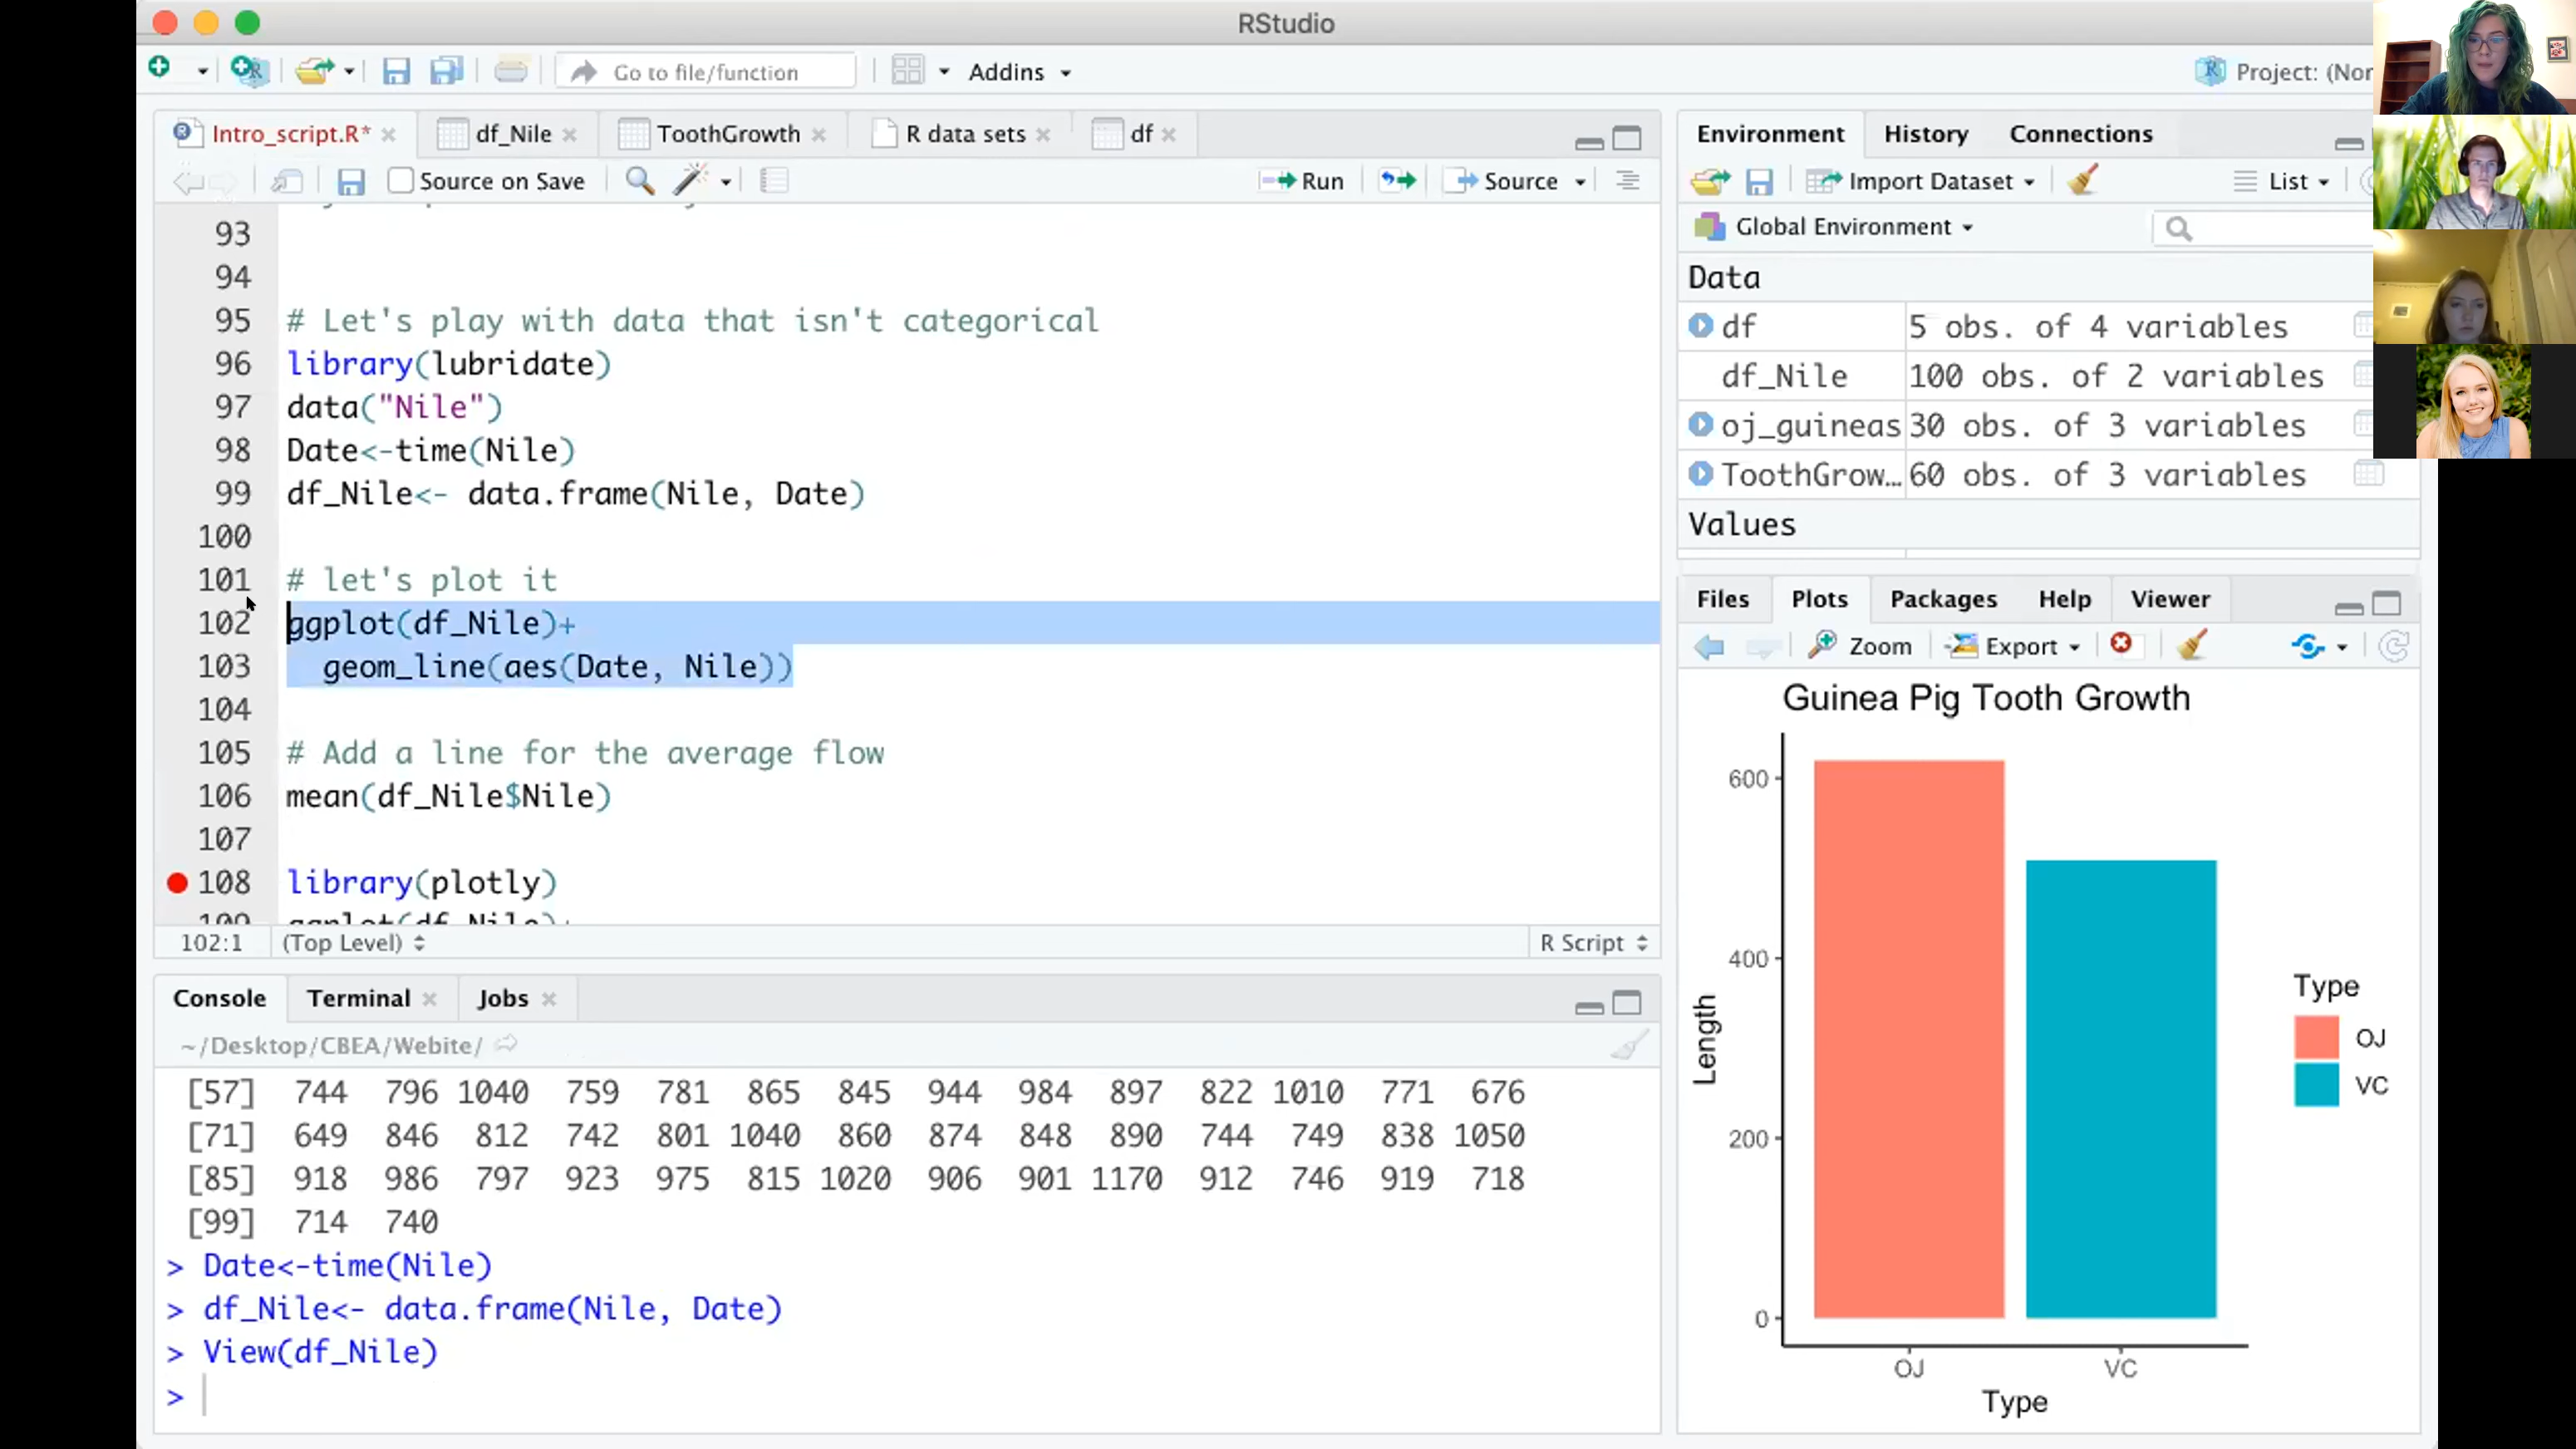 RStudio
Go to file/function
Addins
Project: (Nor
Intro_script.R*
df_Nile
ToothGrowth
R data sets
df
Source on Save
Run
Source
93
94
95 # Let's play with data that isn't categorical
96 library(lubridate)
97 data("Nile")
98 Date<-time(Nile)
99 df_Nile<- data.frame(Nile, Date)
100
101 # let's plot it
102 ggplot(df_Nile)+
103 geom_line(aes(Date, Nile))
104
105 # Add a line for the average flow
106 mean(df_Nile$Nile)
107
108 library(plotly)
109 ggplot(df_Nile)+
102:1 (Top Level)
R Script
Console Terminal Jobs
~/Desktop/CBEA/Webite/
[57] 744 796 1040 759 781 865 845 944 984 897 822 1010 771 676
[71] 649 846 812 742 801 1040 860 874 848 890 744 749 838 1050
[85] 918 986 797 923 975 815 1020 906 901 1170 912 746 919 718
[99] 714 740
> Date<-time(Nile)
> df_Nile<- data.frame(Nile, Date)
> View(df_Nile)
>
Environment History Connections
Import Dataset
List
Global Environment
Data
df 5 obs. of 4 variables
df_Nile 100 obs. of 2 variables
oj_guineas 30 obs. of 3 variables
ToothGrow… 60 obs. of 3 variables
Values
Files Plots Packages Help Viewer
Zoom
Export
Guinea Pig Tooth Growth
Length
600
400
200
0
OJ
VC
Type
Type
OJ
VC